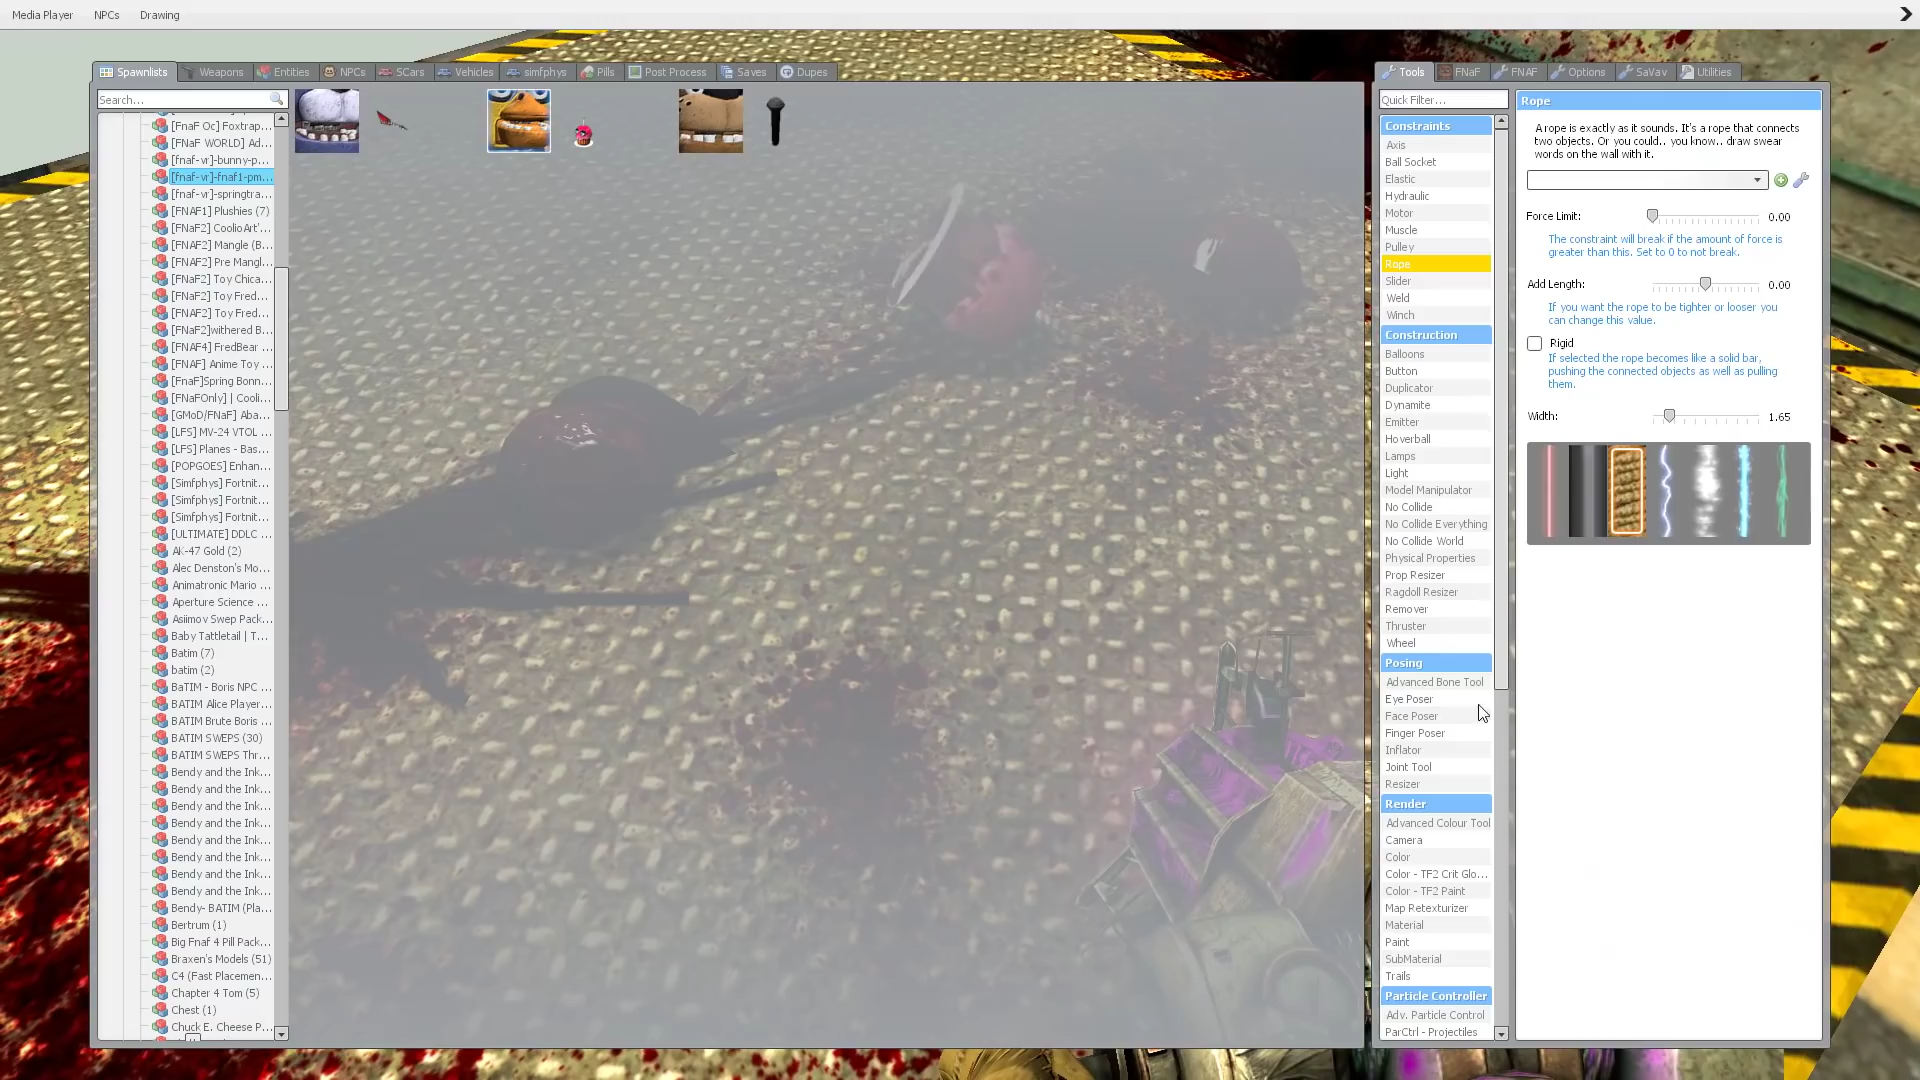 Media Player NPCs Drawing
Spawnlists Weapons Entities NPCs SCars Vehicles simfphys Pills Post Process Saves Dupes
Search...
[FnaF Oc] Foxtrap...
[FNaF WORLD] Ad...
[fnaf-vr]-bunny-p...
[fnaf-vr]-fnaf1-pm...
[fnaf-vr]-springtra...
[FNAF1] Plushies (7)
[FNaF2] CoolioArt'...
[FNAF2] Mangle (B...
[FNAF2] Pre Mangl...
[FNaF2] Toy Chica...
[FNaF2] Toy Fred...
[FNAF2] Toy Fred...
[FNaF2]withered B...
[FNAF4] FredBear ...
[FNAF] Anime Toy ...
[FnaF]Spring Bonn...
[FNaFOnly] | Cooli...
[GMoD/FNaF] Aba...
[LFS] MV-24 VTOL ...
[LFS] Planes - Bas...
[POPGOES] Enhan...
[Simfphys] Fortnit...
[Simfphys] Fortnit...
[Simfphys] Fortnit...
[ULTIMATE] DDLC ...
AK-47 Gold (2)
Alec Denston's Mo...
Animatronic Mario ...
Aperture Science ...
Asiimov Swep Pack...
Baby Tattletail | T...
Batim (7)
batim (2)
BaTIM - Boris NPC ...
BATIM Alice Player...
BATIM Brute Boris ...
BATIM SWEPS (30)
BATIM SWEPS Thr...
Bendy and the Ink...
Bendy and the Ink...
Bendy and the Ink...
Bendy and the Ink...
Bendy and the Ink...
Bendy and the Ink...
Bendy and the Ink...
Bendy and the Ink...
Bendy- BATIM (Pla...
Bertrum (1)
Big Fnaf 4 Pill Pack...
Braxen's Models (51)
C4 (Fast Placemen...
Chapter 4 Tom (5)
Chest (1)
Chuck E. Cheese P...
Tools FNaF FNAF Options SaVav Utilities
Quick Filter...
Constraints
Axis
Ball Socket
Elastic
Hydraulic
Motor
Muscle
Pulley
Rope
Slider
Weld
Winch
Construction
Balloons
Button
Duplicator
Dynamite
Emitter
Hoverball
Lamps
Light
Model Manipulator
No Collide
No Collide Everything
No Collide World
Physical Properties
Prop Resizer
Ragdoll Resizer
Remover
Thruster
Wheel
Posing
Advanced Bone Tool
Eye Poser
Face Poser
Finger Poser
Inflator
Joint Tool
Resizer
Render
Advanced Colour Tool
Camera
Color
Color - TF2 Crit Glo...
Color - TF2 Paint
Map Retexturizer
Material
Paint
SubMaterial
Trails
Particle Controller
Adv. Particle Control
ParCtrl - Projectiles
Rope
A rope is exactly as it sounds. It's a rope that connects
two objects. Or you could.. you know.. draw swear
words on the wall with it.
Force Limit: 0.00
The constraint will break if the amount of force is
greater than this. Set to 0 to not break.
Add Length: 0.00
If you want the rope to be tighter or looser you
can change this value.
Rigid
If selected the rope becomes like a solid bar,
pushing the connected objects as well as pulling
them.
Width: 1.65